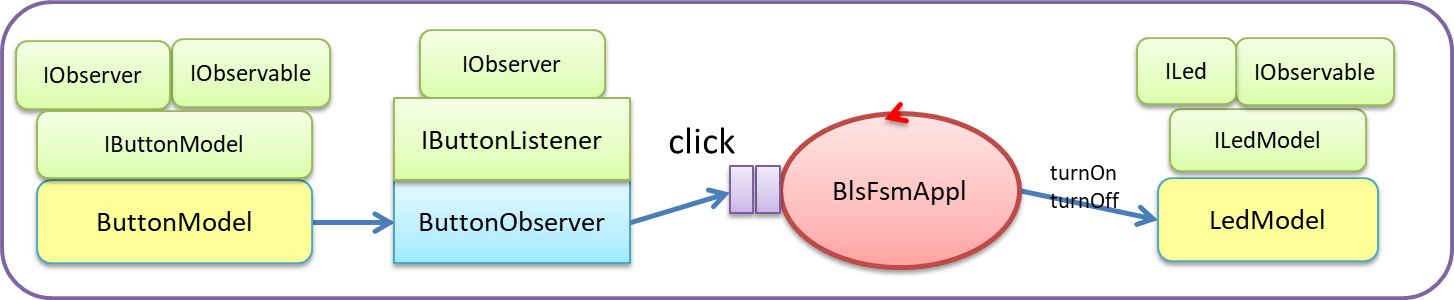 IObserver
IObservable
IButtonModel
ButtonModel
IObserver
IButtonListener
ButtonObserver
click
BlsFsmAppl
turnOn
turnOff
ILed
IObservable
ILedModel
LedModel